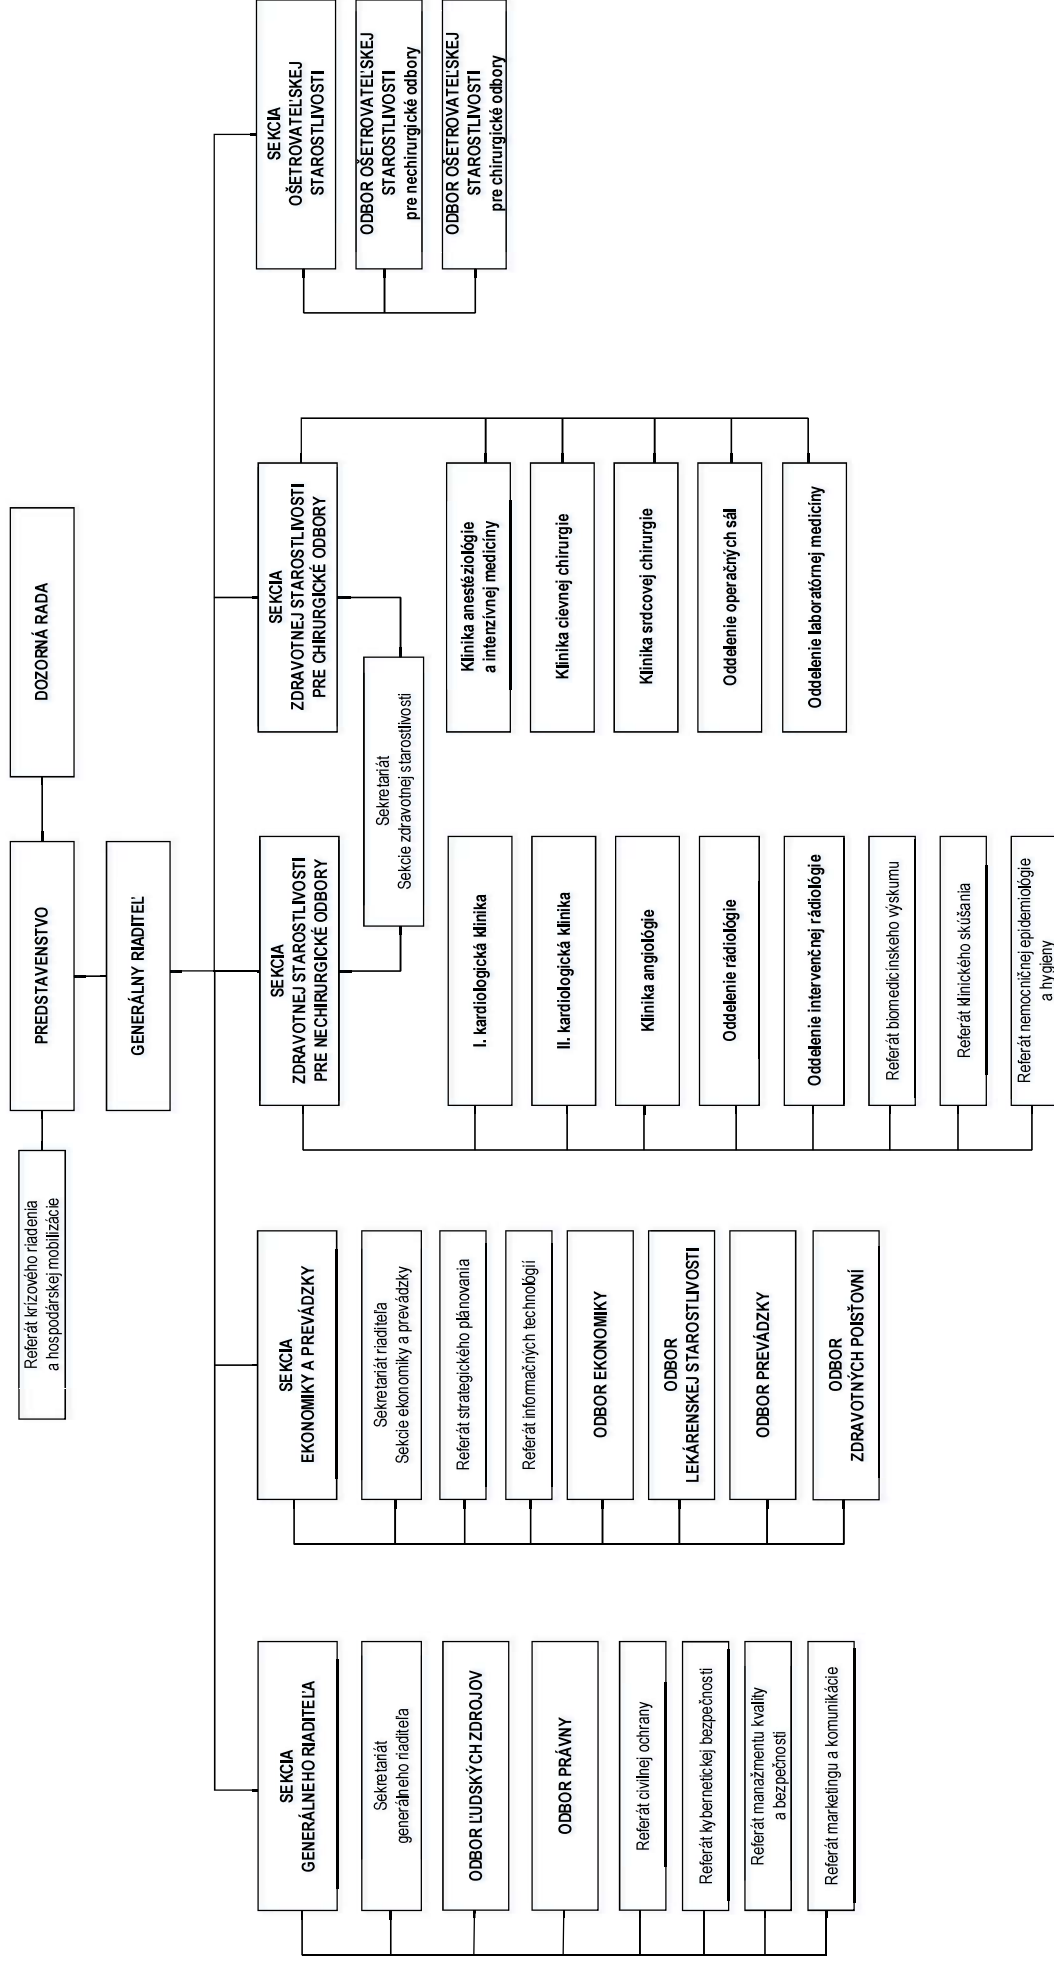 DOZORNÁ RADA
PREDSTAVENSTVO
Referát krízového riadenia
a hospodárskej mobilizácie
GENERÁLNY RIADITEĽ
SEKCIA
GENERÁLNEHO RIADITEĽA
Sekretariát
generálneho riaditeľa
ODBOR ĽUDSKÝCH ZDROJOV
ODBOR PRÁVNY
Referát civilnej ochrany
Referát kybernetickej bezpečnosti
Referát manažmentu kvality
a bezpečnosti
Referát marketingu a komunikácie
SEKCIA
EKONOMIKY A PREVÁDZKY
Sekretariát riaditeľa
Sekcie ekonomiky a prevádzky
Referát strategického plánovania
Referát informačných technológií
ODBOR EKONOMIKY
ODBOR
LEKÁRENSKEJ STAROSTLIVOSTI
ODBOR PREVÁDZKY
ODBOR
ZDRAVOTNÝCH POISŤOVNÍ
SEKCIA
ZDRAVOTNEJ STAROSTLIVOSTI
PRE NECHIRURGICKÉ ODBORY
Sekretariát
Sekcie zdravotnej starostlivosti
I. kardiologická klinika
II. kardiologická klinika
Klinika angiológie
Oddelenie rádiológie
Oddelenie intervenčnej rádiológie
Referát biomedicínskeho výskumu
Referát klinického skúšania
Referát nemocničnej epidemiológie
a hygieny
SEKCIA
ZDRAVOTNEJ STAROSTLIVOSTI
PRE CHIRURGICKÉ ODBORY
Klinika anestéziológie
a intenzívnej medicíny
Klinika cievnej chirurgie
Klinika srdcovej chirurgie
Oddelenie operačných sál
Oddelenie laboratórnej medicíny
SEKCIA
OŠETROVATEĽSKEJ
STAROSTLIVOSTI
ODBOR OŠETROVATEĽSKEJ
STAROSTLIVOSTI
pre nechirurgické odbory
ODBOR OŠETROVATEĽSKEJ
STAROSTLIVOSTI
pre chirurgické odbory